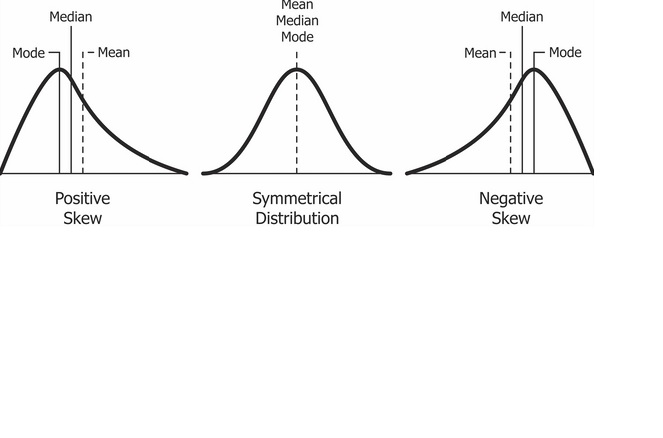 Median
Mode
Mean
Positive
Skew
Mean
Median
Mode
Symmetrical
Distribution
Median
Mean
Mode
Negative
Skew